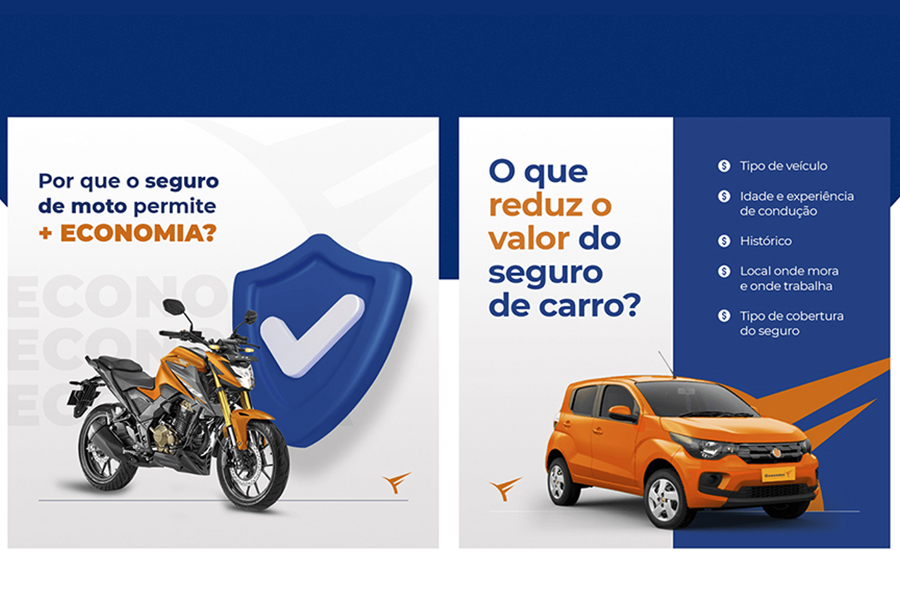 Por que o seguro
de moto permite
+ ECONOMIA?
ECONO
ECONO
ECO
O que
reduz o
valor do
seguro
de carro?
Tipo de veículo
Idade e experiência
de condução
Histórico
Local onde mora
e onde trabalha
Tipo de cobertura
do seguro